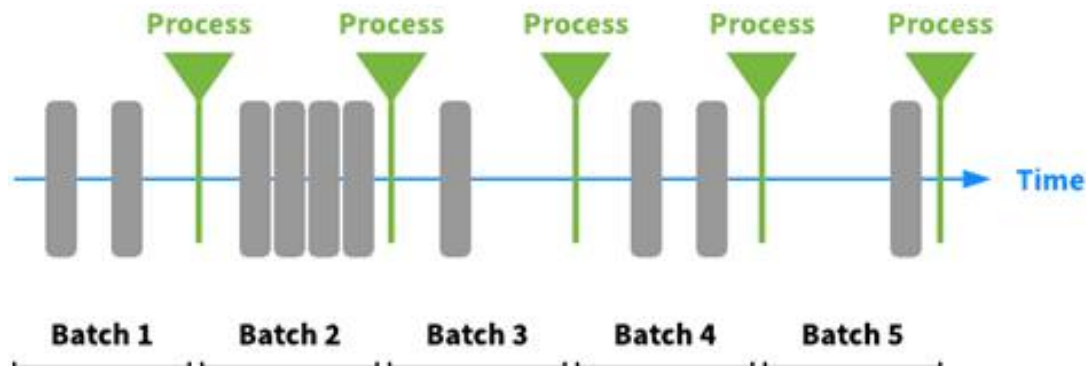 Process Process Process Process Process
Time
Batch 1 Batch 2 Batch 3 Batch 4 Batch 5